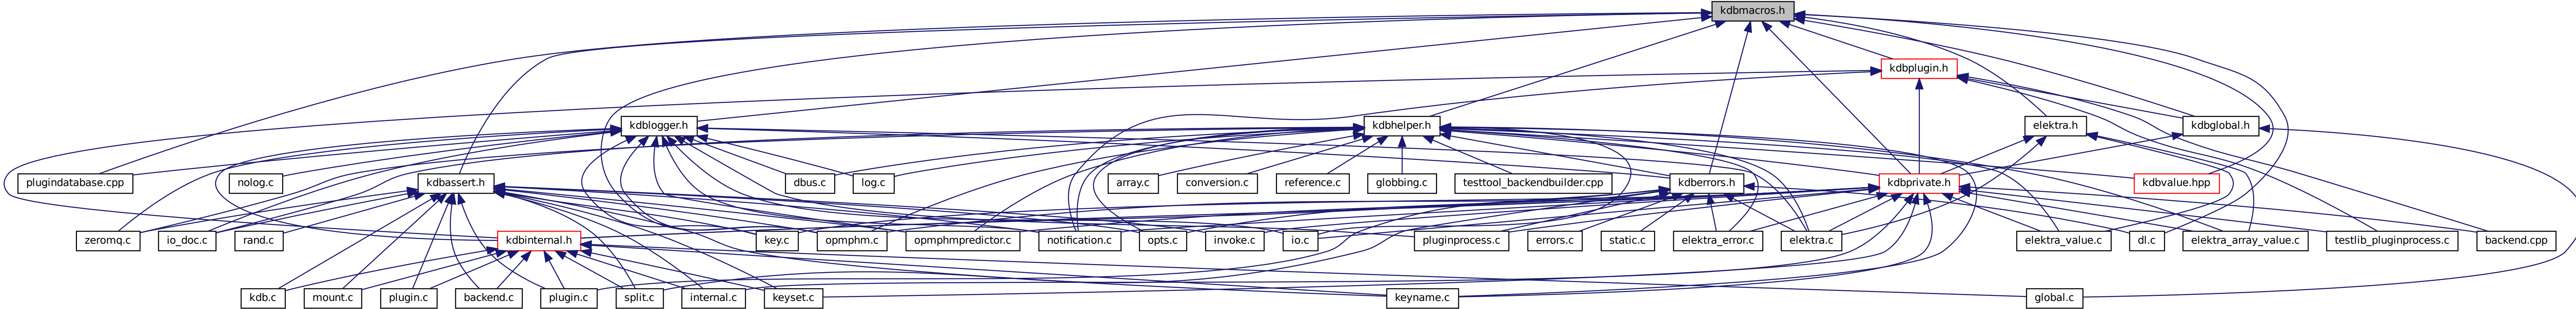 kdbmacros.h
kdbplugin.h
kdblogger.h
kdbhelper.h
elektra.h
kdbglobal.h
plugindatabase.cpp
nolog.c
kdbassert.h
dbus.c
log.c
array.c
conversion.c
reference.c
globbing.c
testtool_backendbuilder.cpp
kdberrors.h
kdbprivate.h
kdbvalue.hpp
zeromq.c
io_doc.c
rand.c
kdbinternal.h
key.c
opmphm.c
opmphmpredictor.c
notification.c
opts.c
invoke.c
io.c
pluginprocess.c
errors.c
static.c
elektra_error.c
elektra.c
elektra_value.c
dl.c
elektra_array_value.c
testlib_pluginprocess.c
backend.cpp
kdb.c
mount.c
plugin.c
backend.c
plugin.c
split.c
internal.c
keyset.c
keyname.c
global.c